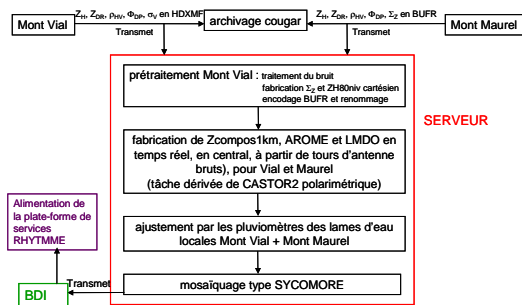 Mont Vial
Z_H, Z_DR, ρ_HV, Φ_DP, σ_V en HDXMF
Transmet
archivage cougar
Z_H, Z_DR, ρ_HV, Φ_DP, Σ_Z en BUFR
Transmet
Mont Maurel
prétraitement Mont Vial : traitement du bruit
fabrication Σ_Z et ZH80niv cartésien
encodage BUFR et renommage
SERVEUR
fabrication de Zcompos1km, AROME et LMDO en
temps réel, en central, à partir de tours d'antenne
bruts), pour Vial et Maurel
(tâche dérivée de CASTOR2 polarimétrique)
Alimentation de
la plate-forme de
services
RHYTMME
ajustement par les pluviomètres des lames d'eau
locales Mont Vial + Mont Maurel
Transmet
mosaïquage type SYCOMORE
BDI